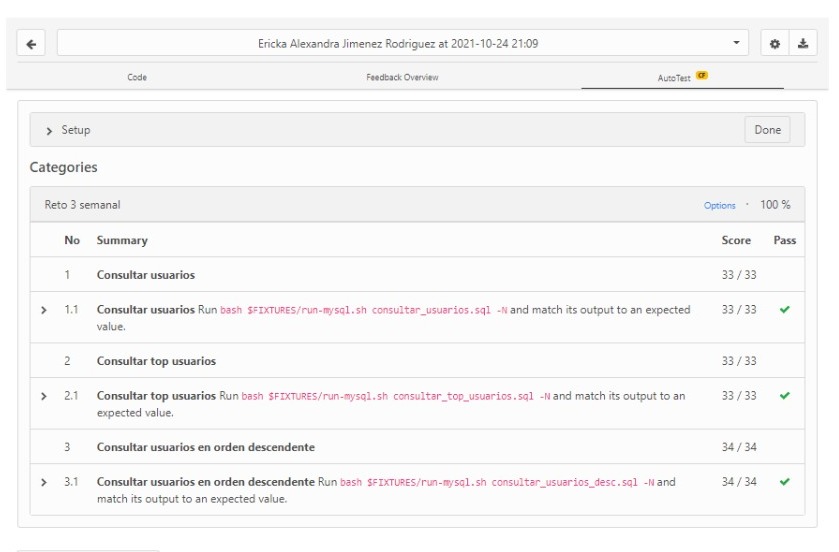 Ericka Alexandra Jimenez Rodriguez at 2021-10-24 21:09
Code Feedback Overview AutoTest CF
Setup Done
Categories
Reto 3 semanal Options · 100 %
No Summary Score Pass
1 Consultar usuarios 33 / 33
1.1 Consultar usuarios Run bash $FIXTURES/run-mysql.sh consultar_usuarios.sql -N and match its output to an expected 33 / 33
value.
2 Consultar top usuarios 33 / 33
2.1 Consultar top usuarios Run bash $FIXTURES/run-mysql.sh consultar_top_usuarios.sql -N and match its output to an 33 / 33
expected value.
3 Consultar usuarios en orden descendente 34 / 34
3.1 Consultar usuarios en orden descendente Run bash $FIXTURES/run-mysql.sh consultar_usuarios_desc.sql -N and 34 / 34
match its output to an expected value.